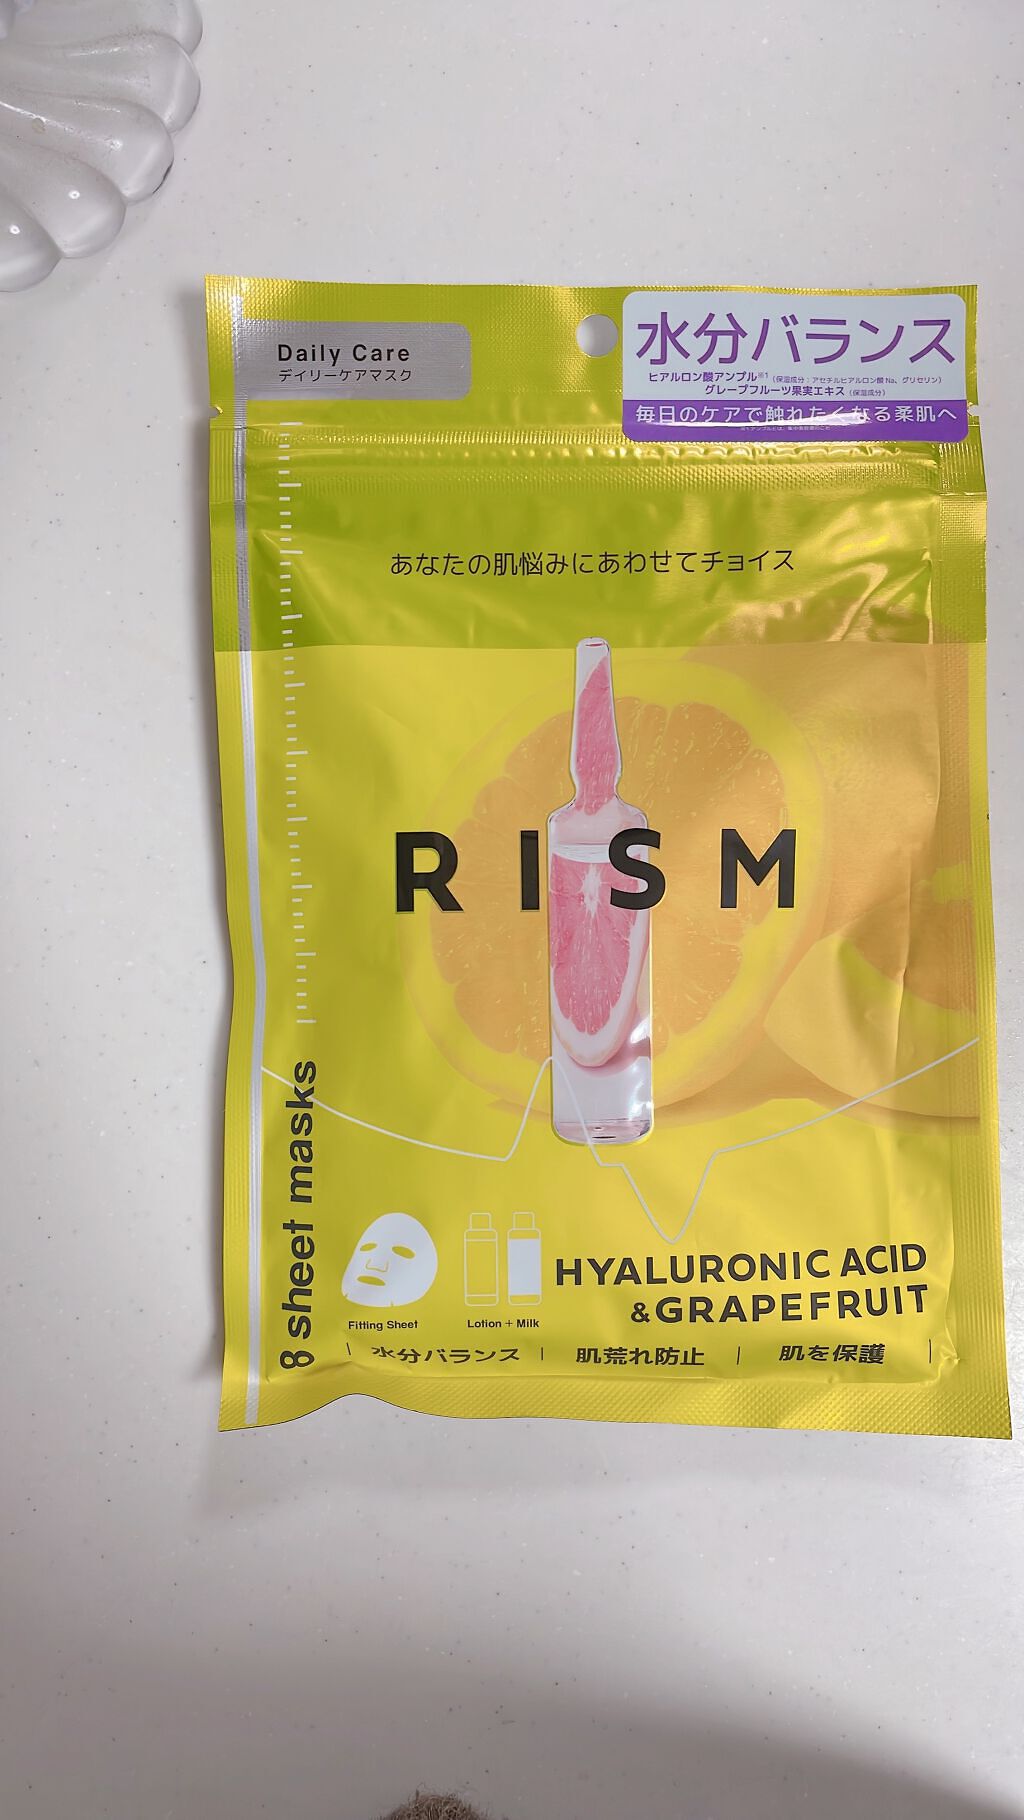 Daily Care
デイリーケアマスク
水分バランス
ヒアルロン酸アンプル※1（保湿成分：アセチルヒアルロン酸Na、グリセリン）
グレープフルーツ果実エキス（保湿成分）
毎日のケアで触れたくなる柔肌へ
あなたの肌悩みにあわせてチョイス
RISM
8 sheet masks
HYALURONIC ACID
&GRAPEFRUIT
Fitting Sheet
Lotion + Milk
水分バランス | 肌荒れ防止 | 肌を保護